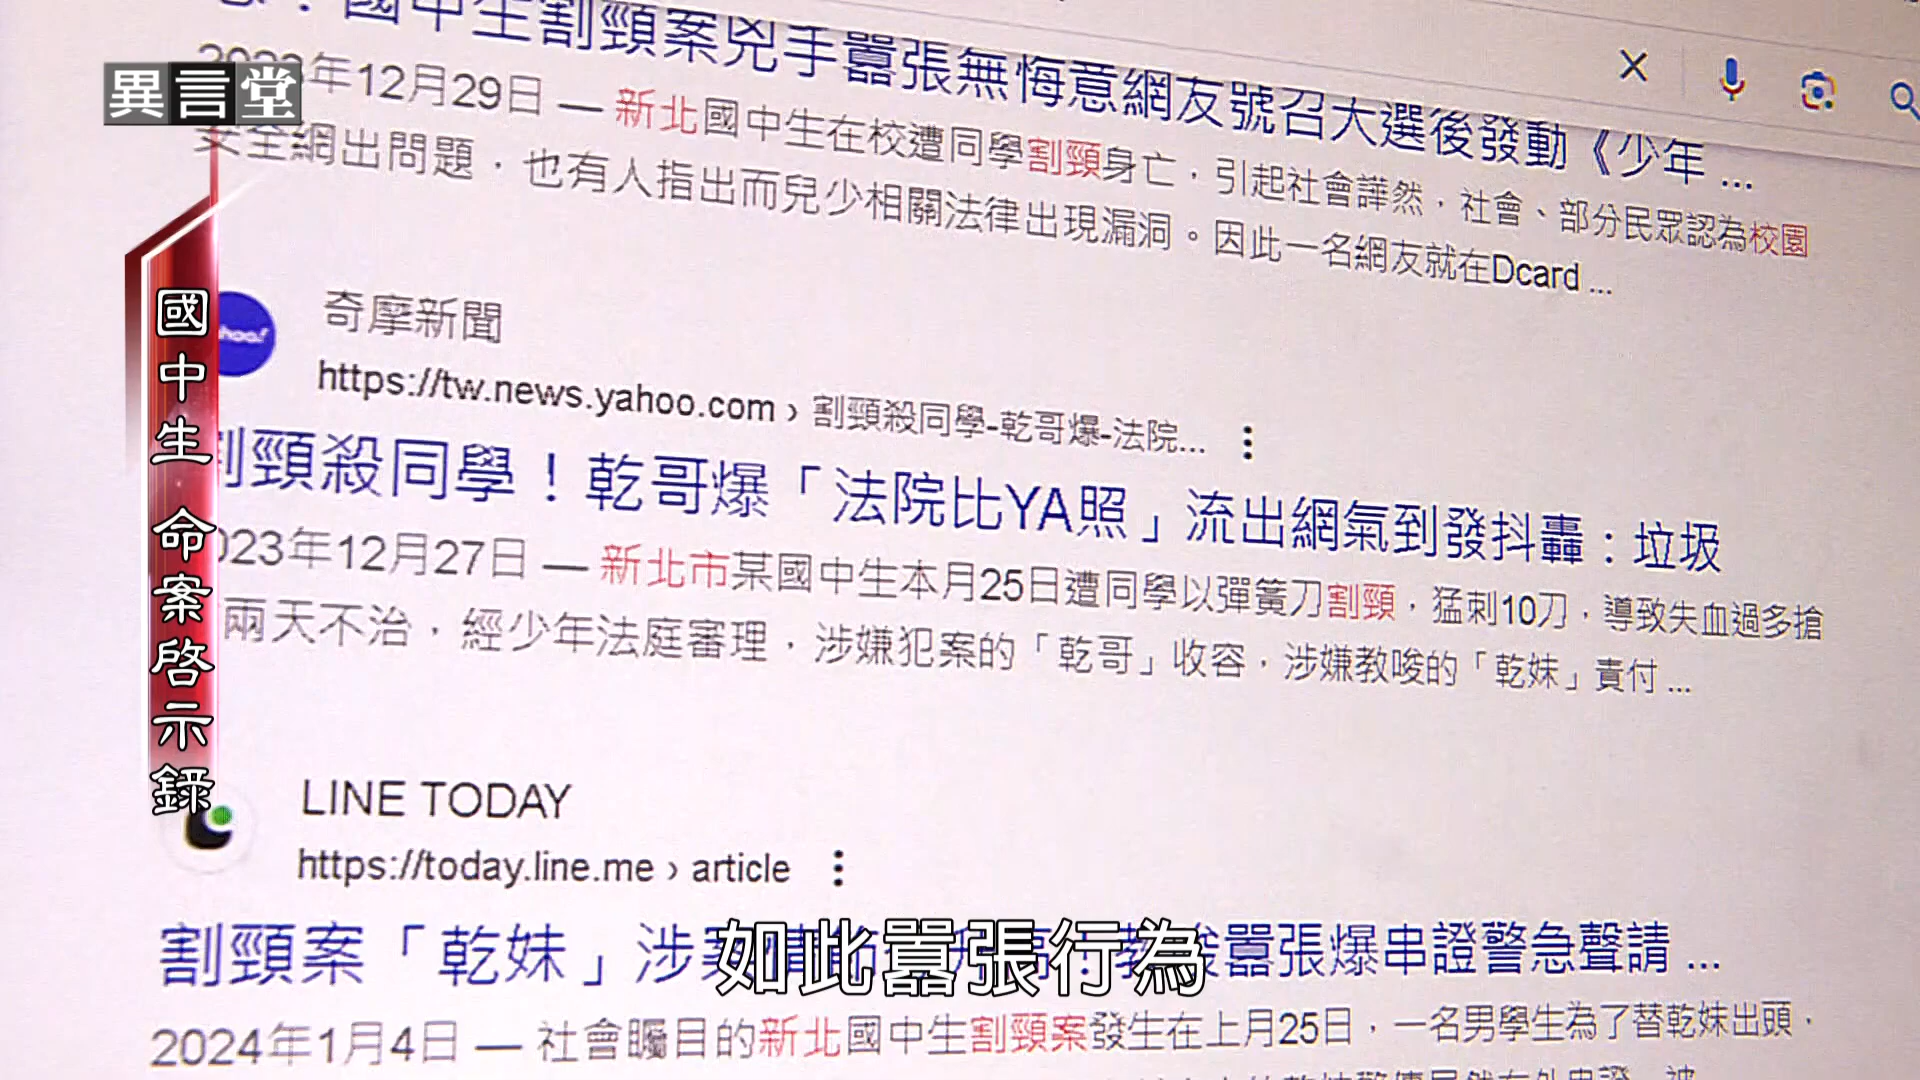 國中生割頸案兇手囂張無悔意網友號召大選後發動《少年 ...
年12月29日 — 新北國中生在校遭同學割頸身亡，引起社會譁然，社會、部分民眾認為校園
安全網出問題，也有人指出而兒少相關法律出現漏洞。因此一名網友就在Dcard ...
異言堂
國中生 命案啓示錄
奇摩新聞
https://tw.news.yahoo.com › 割頸殺同學-乾哥爆-法院...
割頸殺同學！乾哥爆「法院比YA照」流出網氣到發抖轟：垃圾
023年12月27日 — 新北市某國中生本月25日遭同學以彈簧刀割頸，猛刺10刀，導致失血過多搶
兩天不治，經少年法庭審理，涉嫌犯案的「乾哥」收容，涉嫌教唆的「乾妹」責付 ...
LINE TODAY
https://today.line.me › article
割頸案「乾妹」涉 囂張爆串證警急聲請 ...
如此囂張行為
2024年1月4日 — 社會矚目的新北國中生割頸案發生在上月25日，一名男學生為了替乾妹出頭，